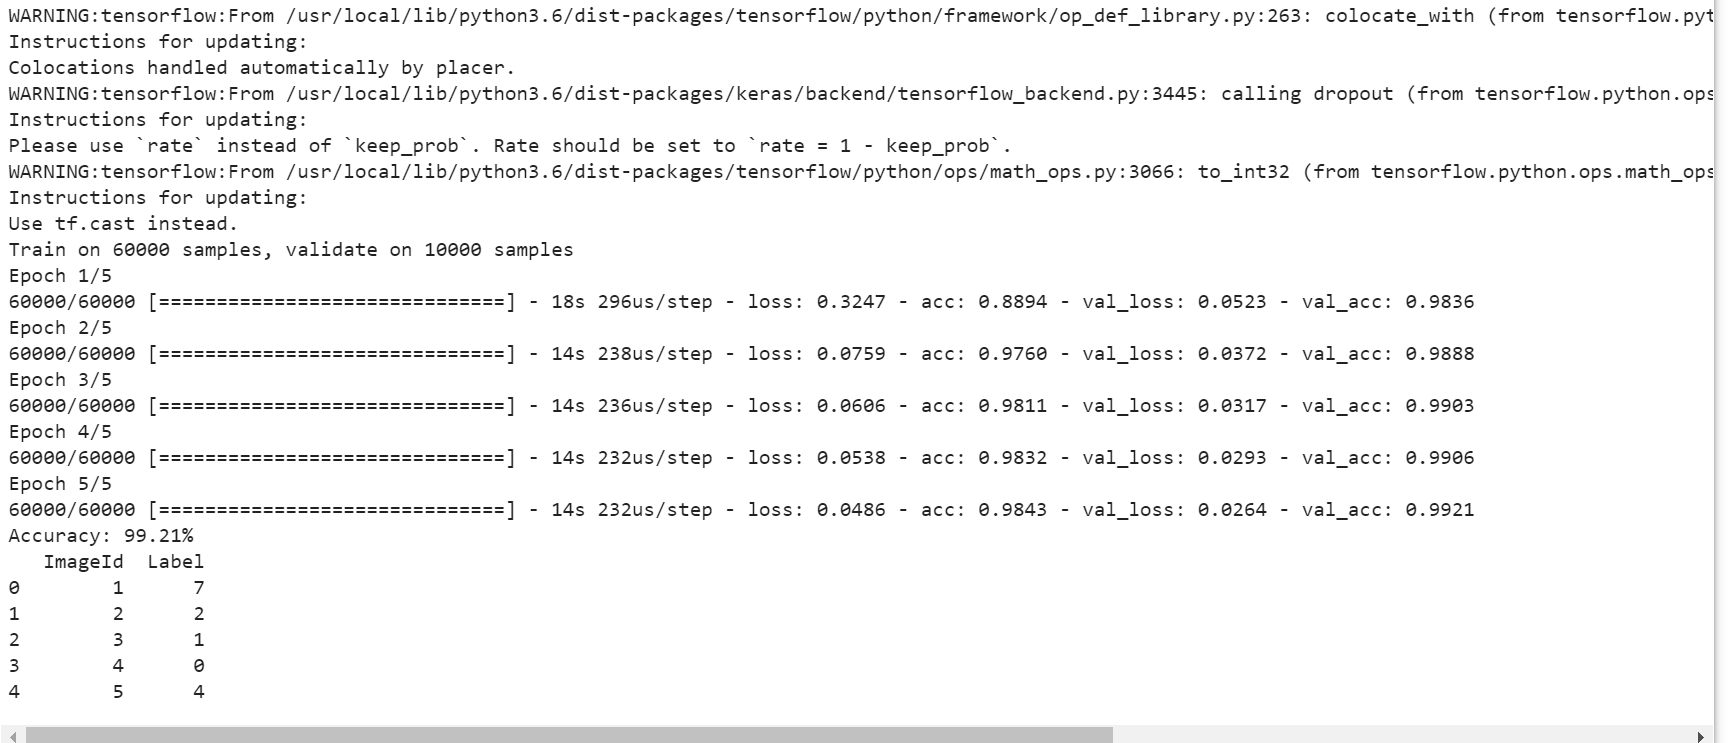 WARNING:tensorflow:From /usr/local/lib/python3.6/dist-packages/tensorflow/python/framework/op_def_library.py:263: colocate_with (from tensorflow.pyt
Instructions for updating:
Colocations handled automatically by placer.
WARNING:tensorflow:From /usr/local/lib/python3.6/dist-packages/keras/backend/tensorflow_backend.py:3445: calling dropout (from tensorflow.python.ops
Instructions for updating:
Please use `rate` instead of `keep_prob`. Rate should be set to `rate = 1 - keep_prob`.
WARNING:tensorflow:From /usr/local/lib/python3.6/dist-packages/tensorflow/python/ops/math_ops.py:3066: to_int32 (from tensorflow.python.ops.math_ops
Instructions for updating:
Use tf.cast instead.
Train on 60000 samples, validate on 10000 samples
Epoch 1/5
60000/60000 [==============================] - 18s 296us/step - loss: 0.3247 - acc: 0.8894 - val_loss: 0.0523 - val_acc: 0.9836
Epoch 2/5
60000/60000 [==============================] - 14s 238us/step - loss: 0.0759 - acc: 0.9760 - val_loss: 0.0372 - val_acc: 0.9888
Epoch 3/5
60000/60000 [==============================] - 14s 236us/step - loss: 0.0606 - acc: 0.9811 - val_loss: 0.0317 - val_acc: 0.9903
Epoch 4/5
60000/60000 [==============================] - 14s 232us/step - loss: 0.0538 - acc: 0.9832 - val_loss: 0.0293 - val_acc: 0.9906
Epoch 5/5
60000/60000 [==============================] - 14s 232us/step - loss: 0.0486 - acc: 0.9843 - val_loss: 0.0264 - val_acc: 0.9921
Accuracy: 99.21%
   ImageId  Label
0        1      7
1        2      2
2        3      1
3        4      0
4        5      4